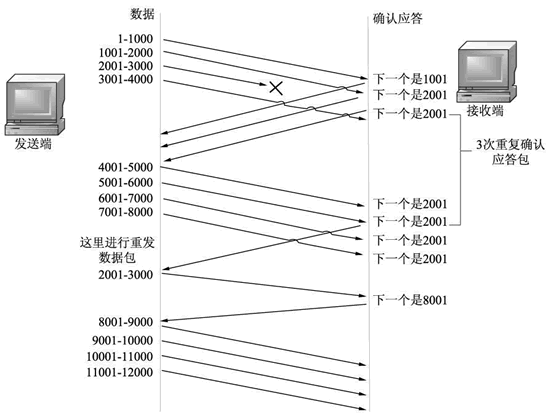 数据
确认应答
1-1000
1001-2000
2001-3000
3001-4000
下一个是1001
下一个是2001
下一个是2001
发送端
接收端
3次重复确认
应答包
4001-5000
5001-6000
6001-7000
7001-8000
下一个是2001
下一个是2001
下一个是2001
下一个是2001
这里进行重发
数据包
2001-3000
下一个是8001
8001-9000
9001-10000
10001-11000
11001-12000